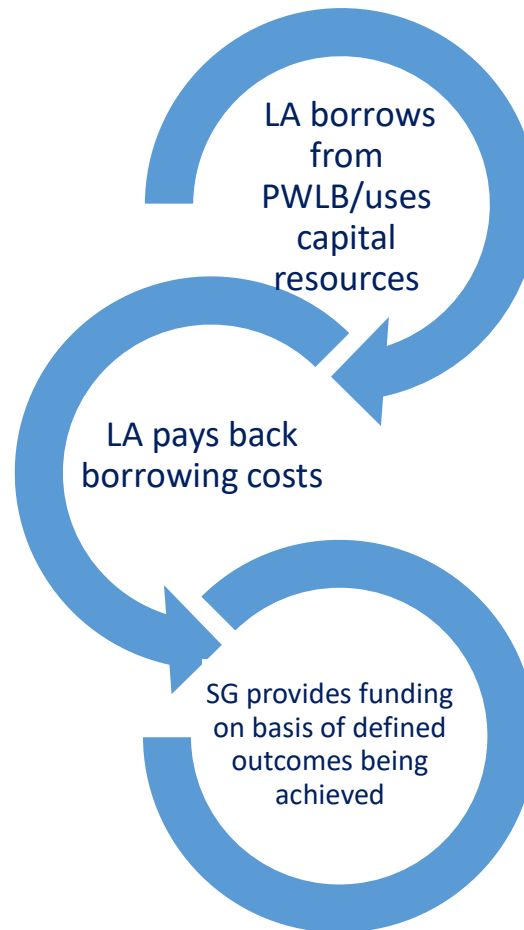 LA borrows
from
PWLB/uses
capital
resources
LA pays back
borrowing costs
SG provides funding
on basis of defined
outcomes being
achieved